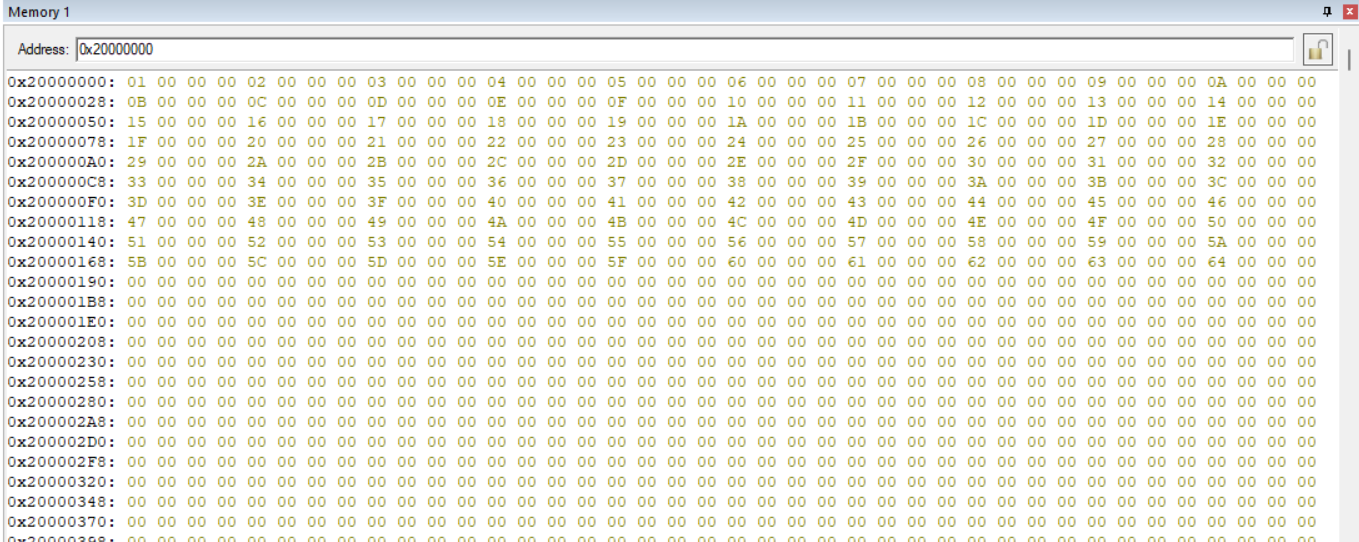 Memory 1
Address: 0x20000000
0x20000000: 01 00 00 00 02 00 00 00 03 00 00 00 04 00 00 00 05 00 00 00 06 00 00 00 07 00 00 00 08 00 00 00 09 00 00 00 0A 00 00 00
0x20000028: 0B 00 00 00 0C 00 00 00 0D 00 00 00 0E 00 00 00 0F 00 00 00 10 00 00 00 11 00 00 00 12 00 00 00 13 00 00 00 14 00 00 00
0x20000050: 15 00 00 00 16 00 00 00 17 00 00 00 18 00 00 00 19 00 00 00 1A 00 00 00 1B 00 00 00 1C 00 00 00 1D 00 00 00 1E 00 00 00
0x20000078: 1F 00 00 00 20 00 00 00 21 00 00 00 22 00 00 00 23 00 00 00 24 00 00 00 25 00 00 00 26 00 00 00 27 00 00 00 28 00 00 00
0x200000A0: 29 00 00 00 2A 00 00 00 2B 00 00 00 2C 00 00 00 2D 00 00 00 2E 00 00 00 2F 00 00 00 30 00 00 00 31 00 00 00 32 00 00 00
0x200000C8: 33 00 00 00 34 00 00 00 35 00 00 00 36 00 00 00 37 00 00 00 38 00 00 00 39 00 00 00 3A 00 00 00 3B 00 00 00 3C 00 00 00
0x200000F0: 3D 00 00 00 3E 00 00 00 3F 00 00 00 40 00 00 00 41 00 00 00 42 00 00 00 43 00 00 00 44 00 00 00 45 00 00 00 46 00 00 00
0x20000118: 47 00 00 00 48 00 00 00 49 00 00 00 4A 00 00 00 4B 00 00 00 4C 00 00 00 4D 00 00 00 4E 00 00 00 4F 00 00 00 50 00 00 00
0x20000140: 51 00 00 00 52 00 00 00 53 00 00 00 54 00 00 00 55 00 00 00 56 00 00 00 57 00 00 00 58 00 00 00 59 00 00 00 5A 00 00 00
0x20000168: 5B 00 00 00 5C 00 00 00 5D 00 00 00 5E 00 00 00 5F 00 00 00 60 00 00 00 61 00 00 00 62 00 00 00 63 00 00 00 64 00 00 00
0x20000190: 00 00 00 00 00 00 00 00 00 00 00 00 00 00 00 00 00 00 00 00 00 00 00 00 00 00 00 00 00 00 00 00 00 00 00 00 00 00 00 00
0x200001B8: 00 00 00 00 00 00 00 00 00 00 00 00 00 00 00 00 00 00 00 00 00 00 00 00 00 00 00 00 00 00 00 00 00 00 00 00 00 00 00 00
0x200001E0: 00 00 00 00 00 00 00 00 00 00 00 00 00 00 00 00 00 00 00 00 00 00 00 00 00 00 00 00 00 00 00 00 00 00 00 00 00 00 00 00
0x20000208: 00 00 00 00 00 00 00 00 00 00 00 00 00 00 00 00 00 00 00 00 00 00 00 00 00 00 00 00 00 00 00 00 00 00 00 00 00 00 00 00
0x20000230: 00 00 00 00 00 00 00 00 00 00 00 00 00 00 00 00 00 00 00 00 00 00 00 00 00 00 00 00 00 00 00 00 00 00 00 00 00 00 00 00
0x20000258: 00 00 00 00 00 00 00 00 00 00 00 00 00 00 00 00 00 00 00 00 00 00 00 00 00 00 00 00 00 00 00 00 00 00 00 00 00 00 00 00
0x20000280: 00 00 00 00 00 00 00 00 00 00 00 00 00 00 00 00 00 00 00 00 00 00 00 00 00 00 00 00 00 00 00 00 00 00 00 00 00 00 00 00
0x200002A8: 00 00 00 00 00 00 00 00 00 00 00 00 00 00 00 00 00 00 00 00 00 00 00 00 00 00 00 00 00 00 00 00 00 00 00 00 00 00 00 00
0x200002D0: 00 00 00 00 00 00 00 00 00 00 00 00 00 00 00 00 00 00 00 00 00 00 00 00 00 00 00 00 00 00 00 00 00 00 00 00 00 00 00 00
0x200002F8: 00 00 00 00 00 00 00 00 00 00 00 00 00 00 00 00 00 00 00 00 00 00 00 00 00 00 00 00 00 00 00 00 00 00 00 00 00 00 00 00
0x20000320: 00 00 00 00 00 00 00 00 00 00 00 00 00 00 00 00 00 00 00 00 00 00 00 00 00 00 00 00 00 00 00 00 00 00 00 00 00 00 00 00
0x20000348: 00 00 00 00 00 00 00 00 00 00 00 00 00 00 00 00 00 00 00 00 00 00 00 00 00 00 00 00 00 00 00 00 00 00 00 00 00 00 00 00
0x20000370: 00 00 00 00 00 00 00 00 00 00 00 00 00 00 00 00 00 00 00 00 00 00 00 00 00 00 00 00 00 00 00 00 00 00 00 00 00 00 00 00
0x20000398: 00 00 00 00 00 00 00 00 00 00 00 00 00 00 00 00 00 00 00 00 00 00 00 00 00 00 00 00 00 00 00 00 00 00 00 00 00 00 00 00